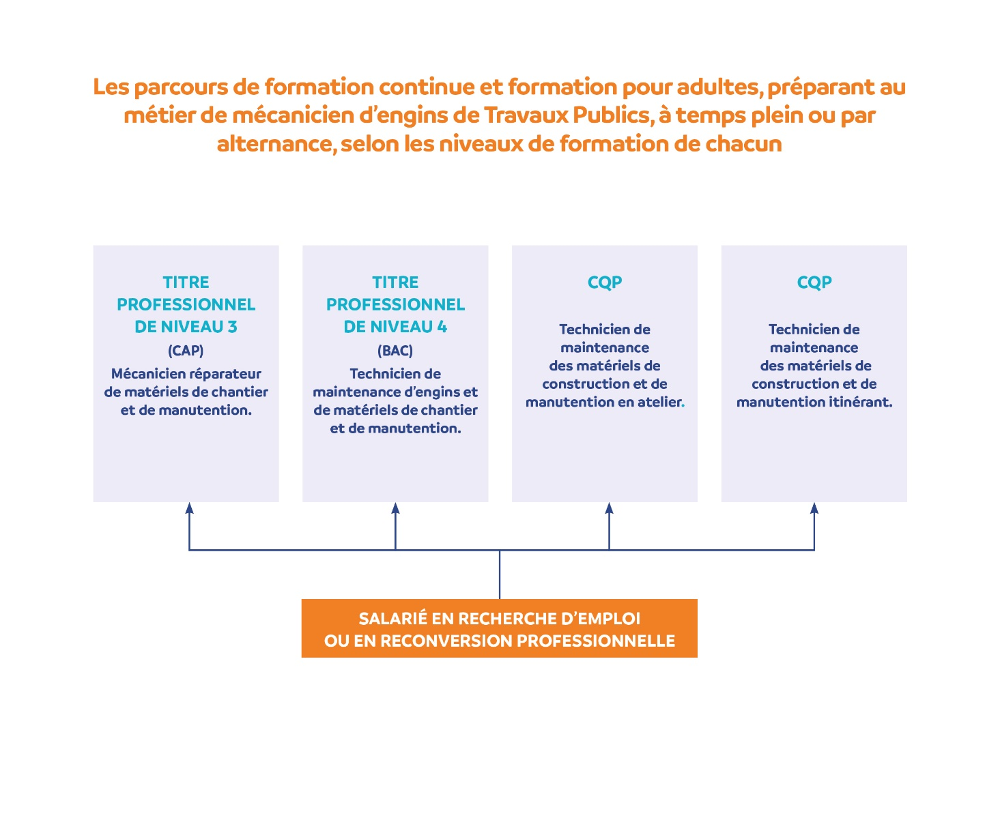 Les parcours de formation continue et formation pour adultes, préparant au
métier de mécanicien d'engins de Travaux Publics, à temps plein ou par
alternance, selon les niveaux de formation de chacun
TITRE
PROFESSIONNEL
DE NIVEAU 3
(CAP)
Mécanicien réparateur
de matériels de chantier
et de manutention.
TITRE
PROFESSIONNEL
DE NIVEAU 4
(BAC)
Technicien de
maintenance d'engins et
de matériels de chantier
et de manutention.
CQP
Technicien de
maintenance
des matériels de
construction et de
manutention en atelier.
CQP
Technicien de
maintenance
des matériels de
construction et de
manutention itinérant.
SALARIÉ EN RECHERCHE D'EMPLOI
OU EN RECONVERSION PROFESSIONNELLE